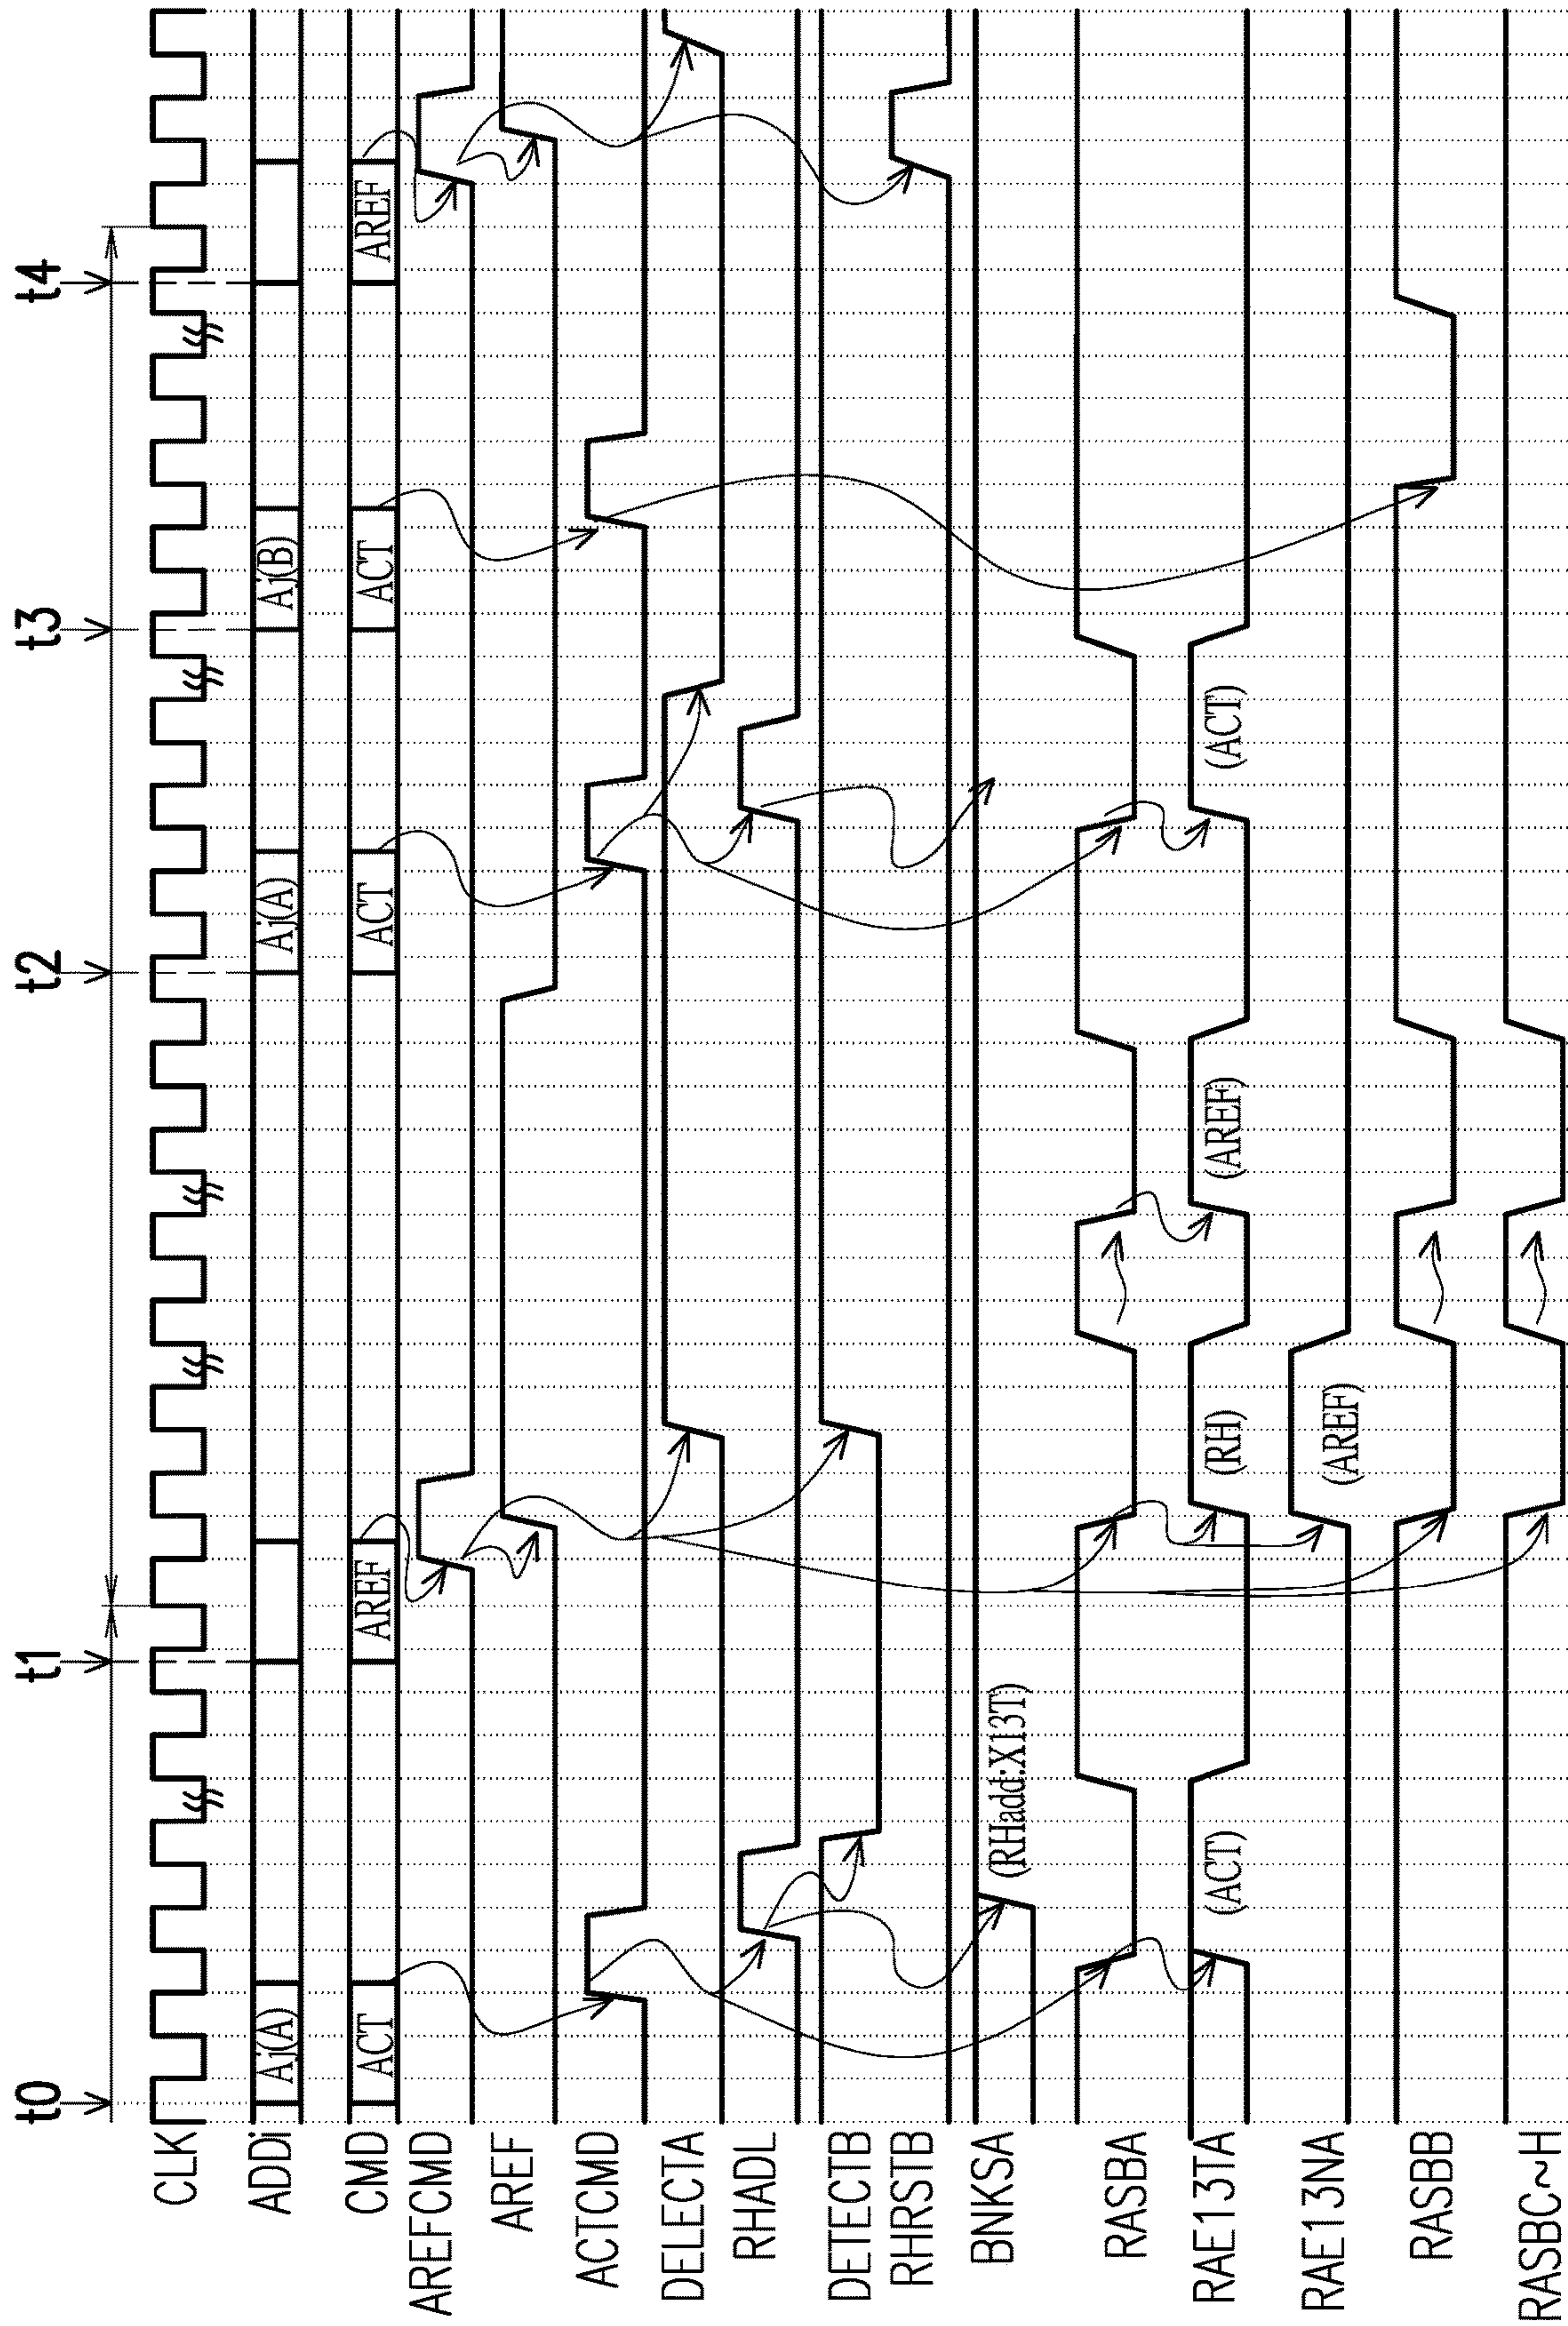 t0 t1 t2 t3 t4
CLK
ADDi Aj(A) Aj(A) Aj(B)
CMD ACT AREF ACT ACT AREF
AREFCMD
AREF
ACTCMD
DELECTA
RHADL
DETECTB
RHRSTB
BNKSA (RHadd:X13T)
RASBA
RAE13TA (ACT) (RH) (AREF) (ACT)
RAE13NA (AREF)
RASBB
RASBC~H